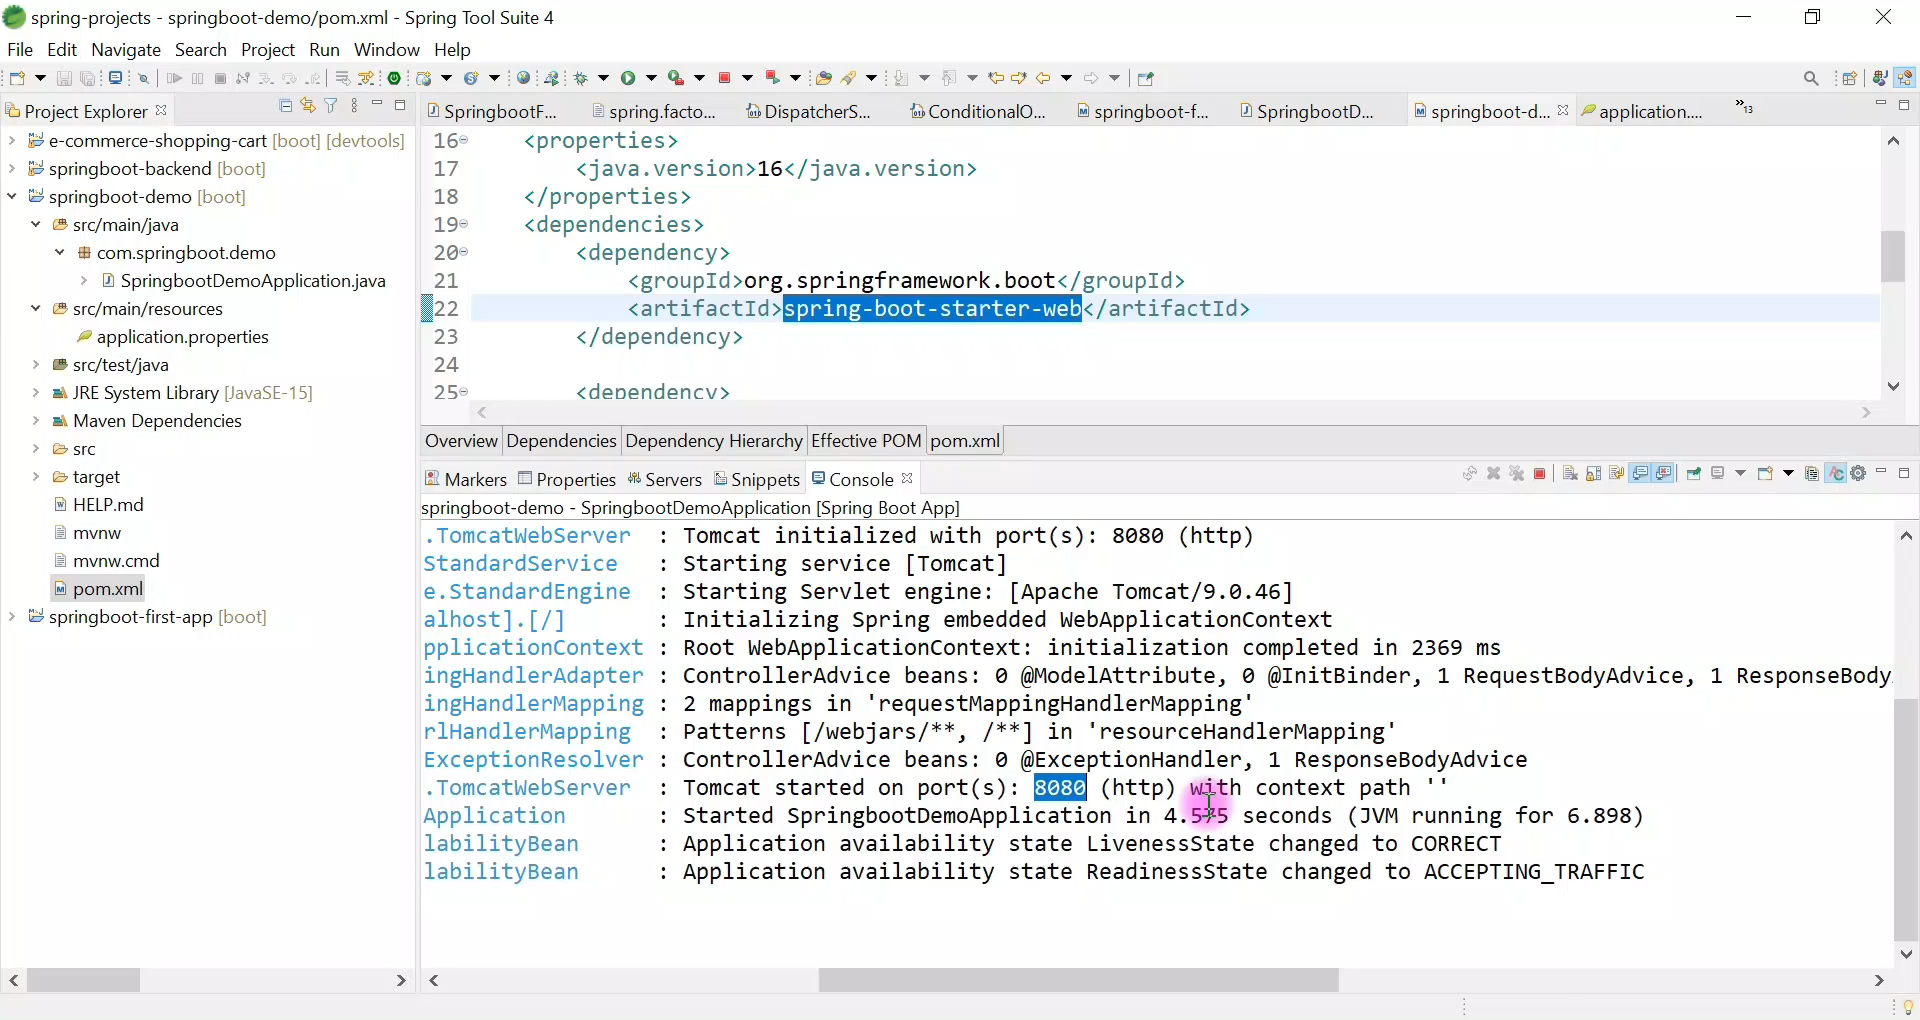 spring-projects - springboot-demo/pom.xml - Spring Tool Suite 4
File Edit Navigate Search Project Run Window Help
Project Explorer
e-commerce-shopping-cart [boot] [devtools]
springboot-backend [boot]
springboot-demo [boot]
src/main/java
com.springboot.demo
SpringbootDemoApplication.java
src/main/resources
application.properties
src/test/java
JRE System Library [JavaSE-15]
Maven Dependencies
src
target
HELP.md
mvnw
mvnw.cmd
pom.xml
springboot-first-app [boot]
SpringbootF... spring.facto... DispatcherS... ConditionalO... springboot-f... SpringbootD... springboot-d... application.... »13
16 <properties>
17 <java.version>16</java.version>
18 </properties>
19 <dependencies>
20 <dependency>
21 <groupId>org.springframework.boot</groupId>
22 <artifactId>spring-boot-starter-web</artifactId>
23 </dependency>
24
25 <dependency>
Overview Dependencies Dependency Hierarchy Effective POM pom.xml
Markers Properties Servers Snippets Console
springboot-demo - SpringbootDemoApplication [Spring Boot App]
.TomcatWebServer : Tomcat initialized with port(s): 8080 (http)
StandardService : Starting service [Tomcat]
e.StandardEngine : Starting Servlet engine: [Apache Tomcat/9.0.46]
alhost].[/] : Initializing Spring embedded WebApplicationContext
pplicationContext : Root WebApplicationContext: initialization completed in 2369 ms
ingHandlerAdapter : ControllerAdvice beans: 0 @ModelAttribute, 0 @InitBinder, 1 RequestBodyAdvice, 1 ResponseBody
ingHandlerMapping : 2 mappings in 'requestMappingHandlerMapping'
rlHandlerMapping : Patterns [/webjars/**, /**] in 'resourceHandlerMapping'
ExceptionResolver : ControllerAdvice beans: 0 @ExceptionHandler, 1 ResponseBodyAdvice
.TomcatWebServer : Tomcat started on port(s): 8080 (http) with context path ''
Application : Started SpringbootDemoApplication in 4.575 seconds (JVM running for 6.898)
labilityBean : Application availability state LivenessState changed to CORRECT
labilityBean : Application availability state ReadinessState changed to ACCEPTING_TRAFFIC